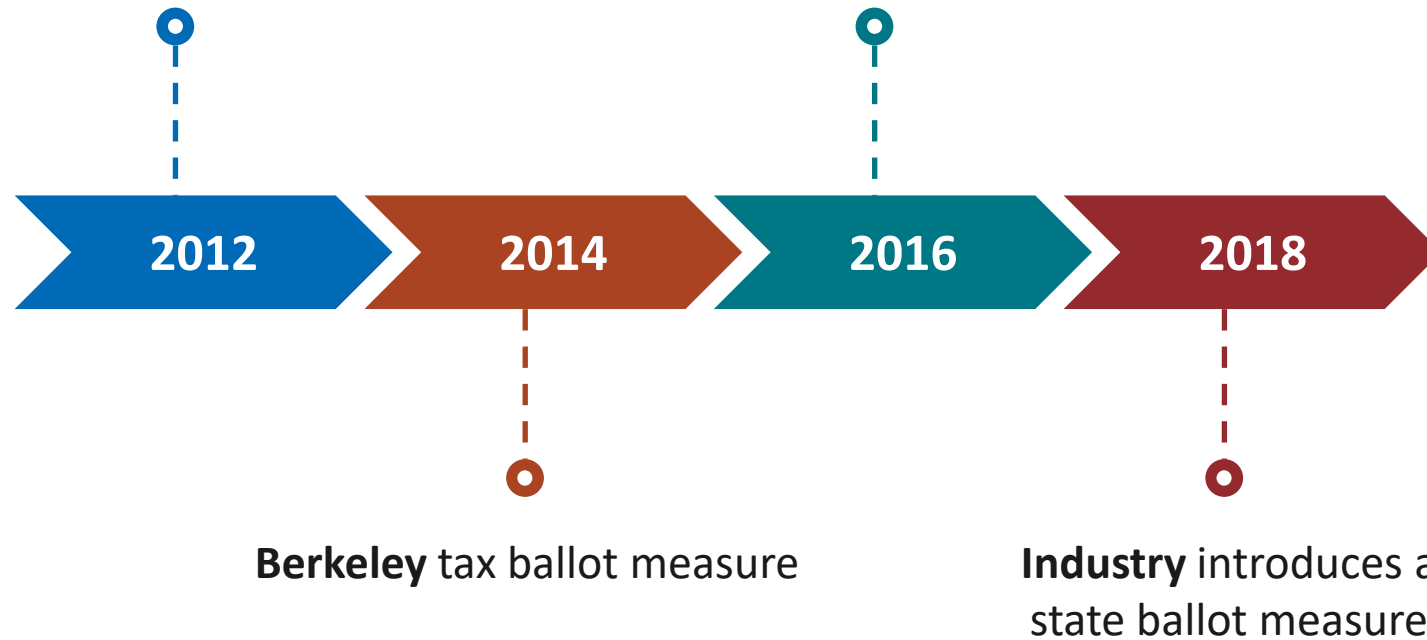 2012
2014
2016
2018
Berkeley tax ballot measure
Industry introduces a
state ballot measure